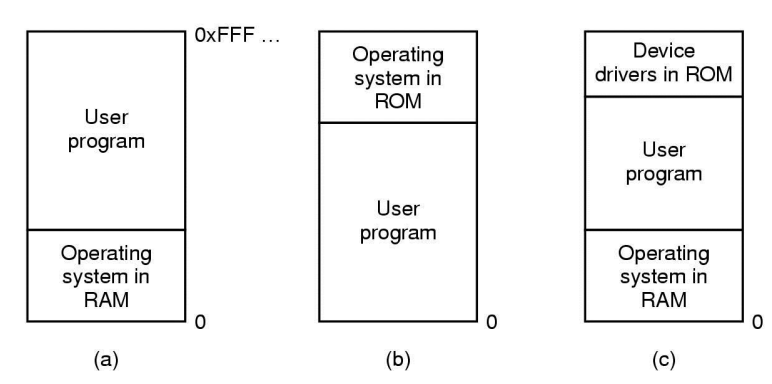 0xFFF ...
User
program
Operating
system in
RAM
0
(a)
Operating
system in
ROM
User
program
0
(b)
Device
drivers in ROM
User
program
Operating
system in
RAM
0
(c)